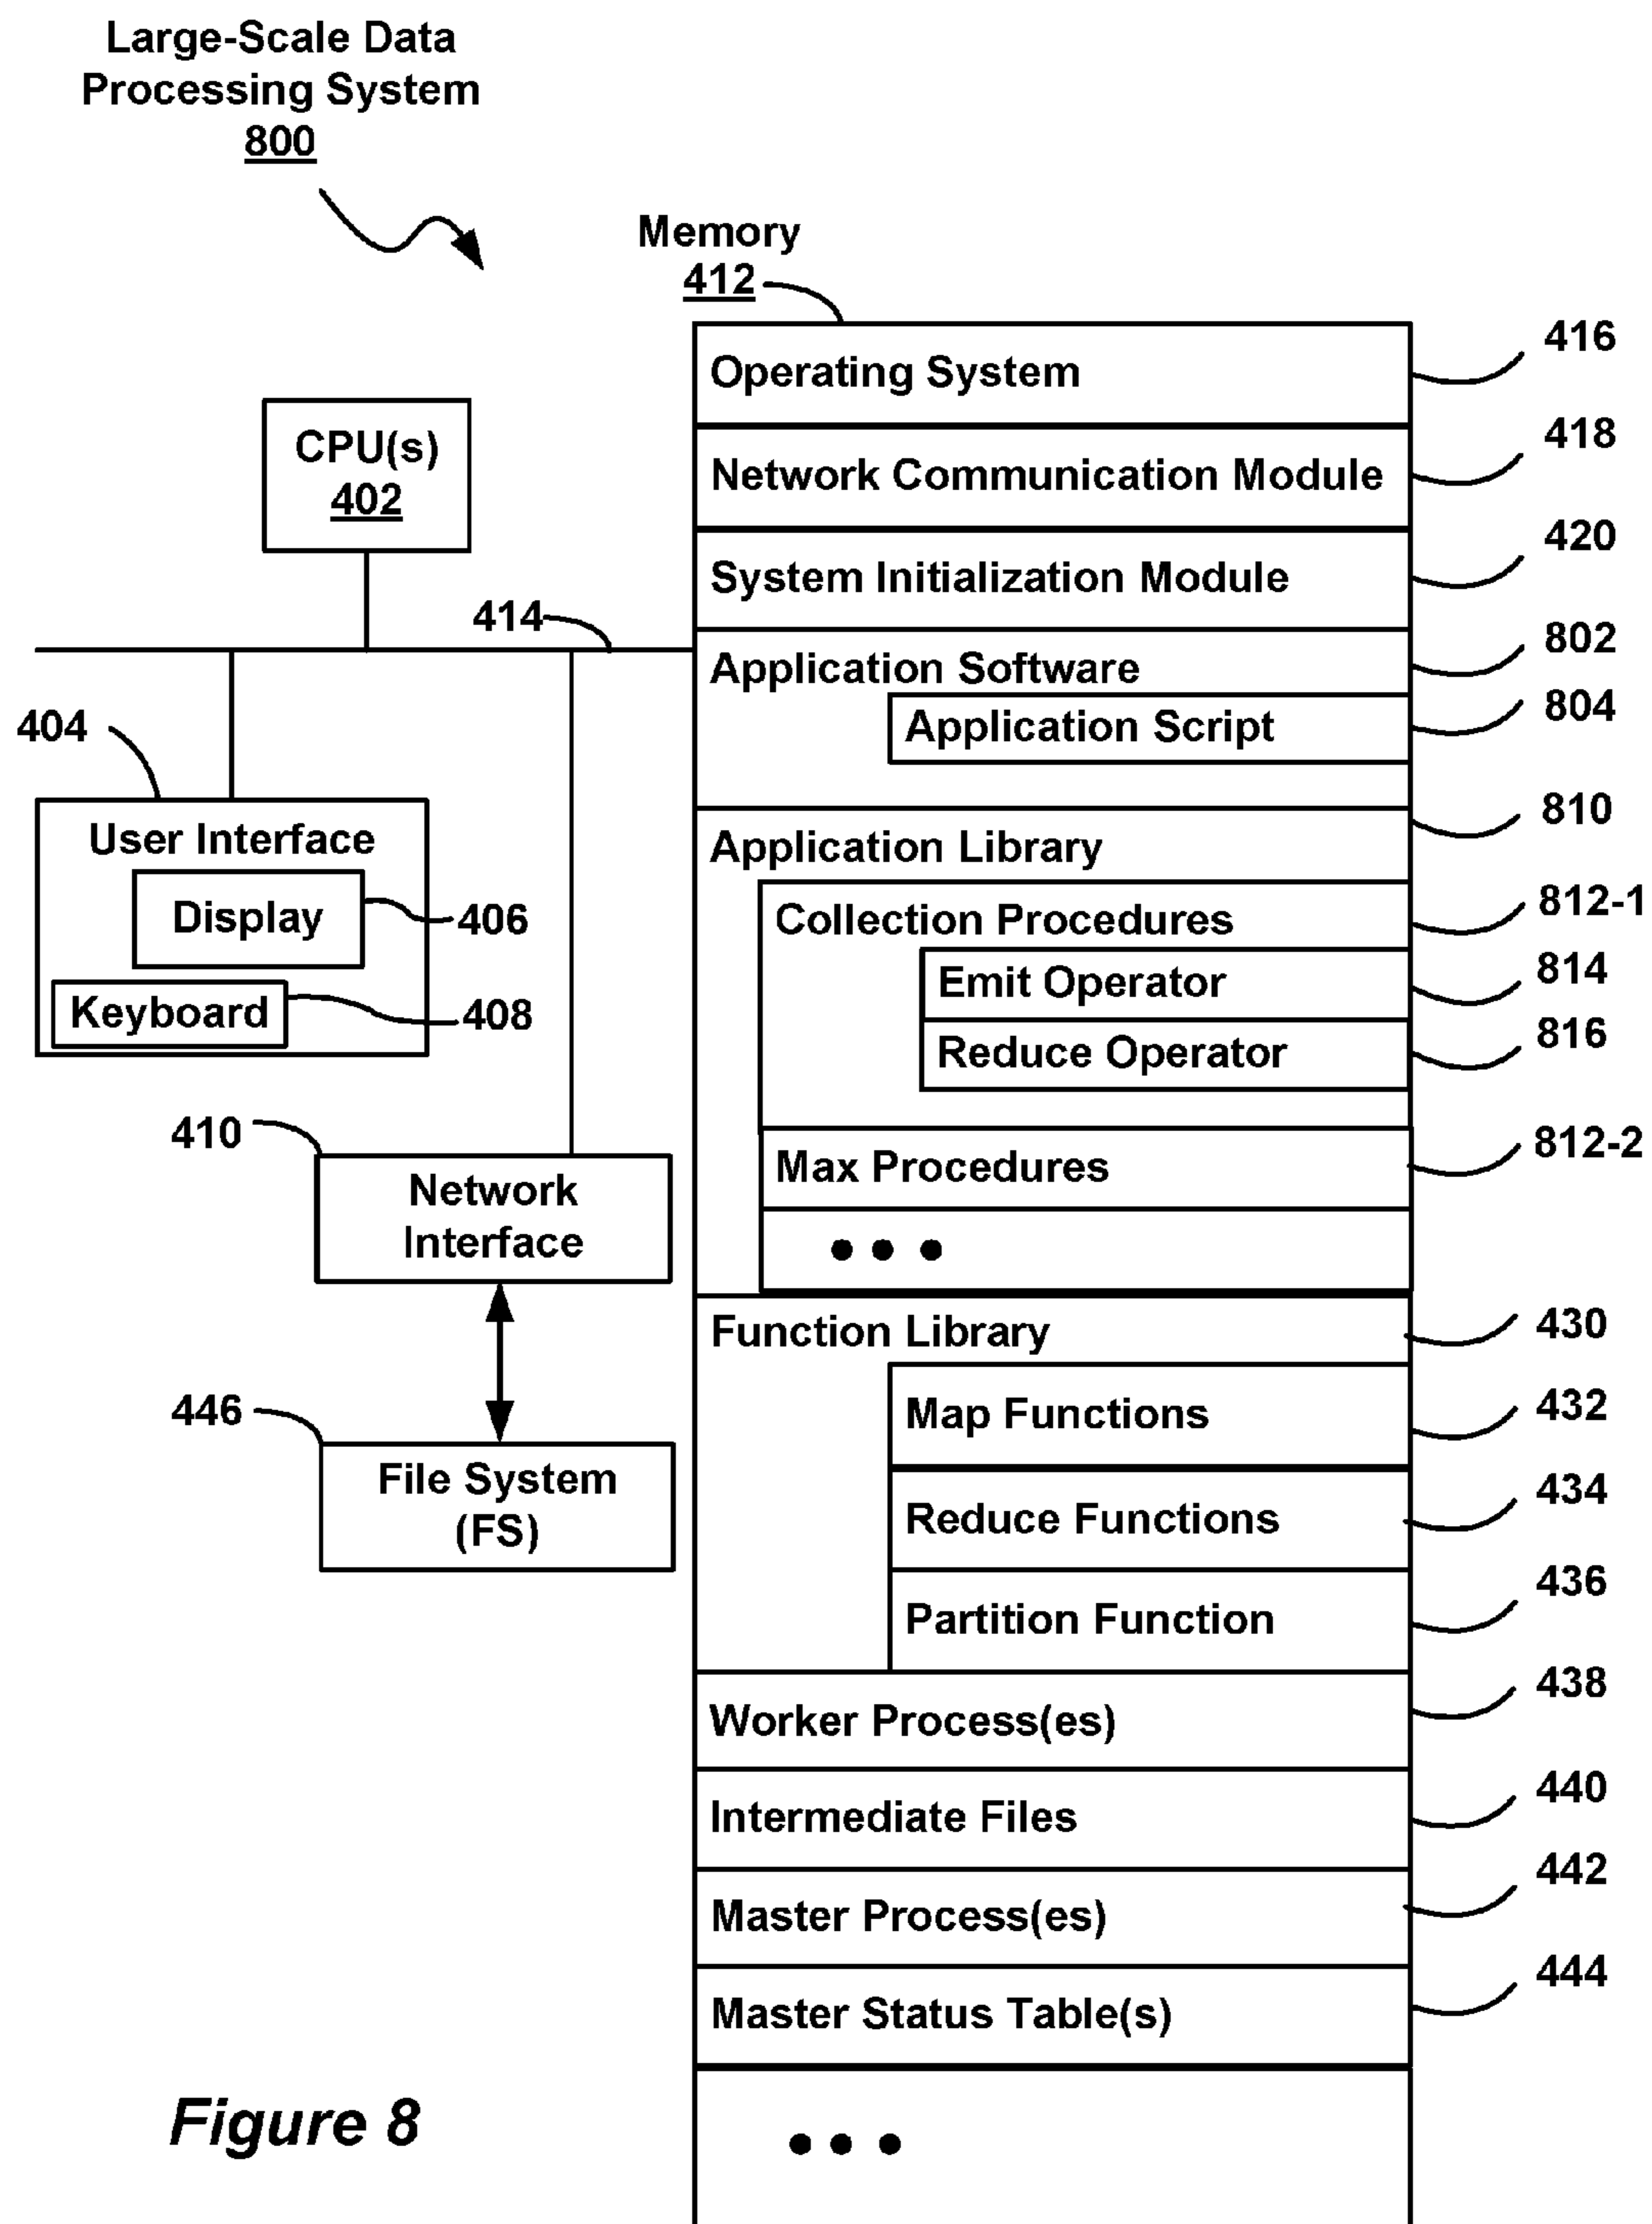 Large-Scale Data
Processing System
800
Memory
412
Operating System
416
Network Communication Module
418
System Initialization Module
420
Application Software
802
Application Script
804
Application Library
810
Collection Procedures
812-1
Emit Operator
814
Reduce Operator
816
Max Procedures
812-2
• • •
Function Library
430
Map Functions
432
Reduce Functions
434
Partition Function
436
Worker Process(es)
438
Intermediate Files
440
Master Process(es)
442
Master Status Table(s)
444
• • •
CPU(s)
402
414
404
User Interface
Display
406
Keyboard
408
410
Network
Interface
446
File System
(FS)
Figure 8